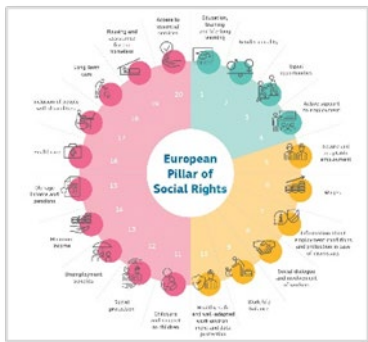 European
Pillar of
Social Rights
Education,
learning
and life-long
learning
Gender equality
Equal
opportunities
Active support
to employment
Secure and
adaptable
employment
Wages
Information about
employment conditions
and protection in case
of dismissals
Social dialogue
and involvement
of workers
Work-life
balance
Healthy, safe
and well-adapted
work environ-
ment and data
protection
Childcare
and support
to children
Social
protection
Unemployment
benefits
Minimum
income
Old age
income and
pensions
Health care
Inclusion of people
with disabilities
Long-term
care
Housing and
assistance
for the
homeless
Access to
essential
services
1
2
3
4
5
6
7
8
9
10
11
12
13
14
15
16
17
18
19
20